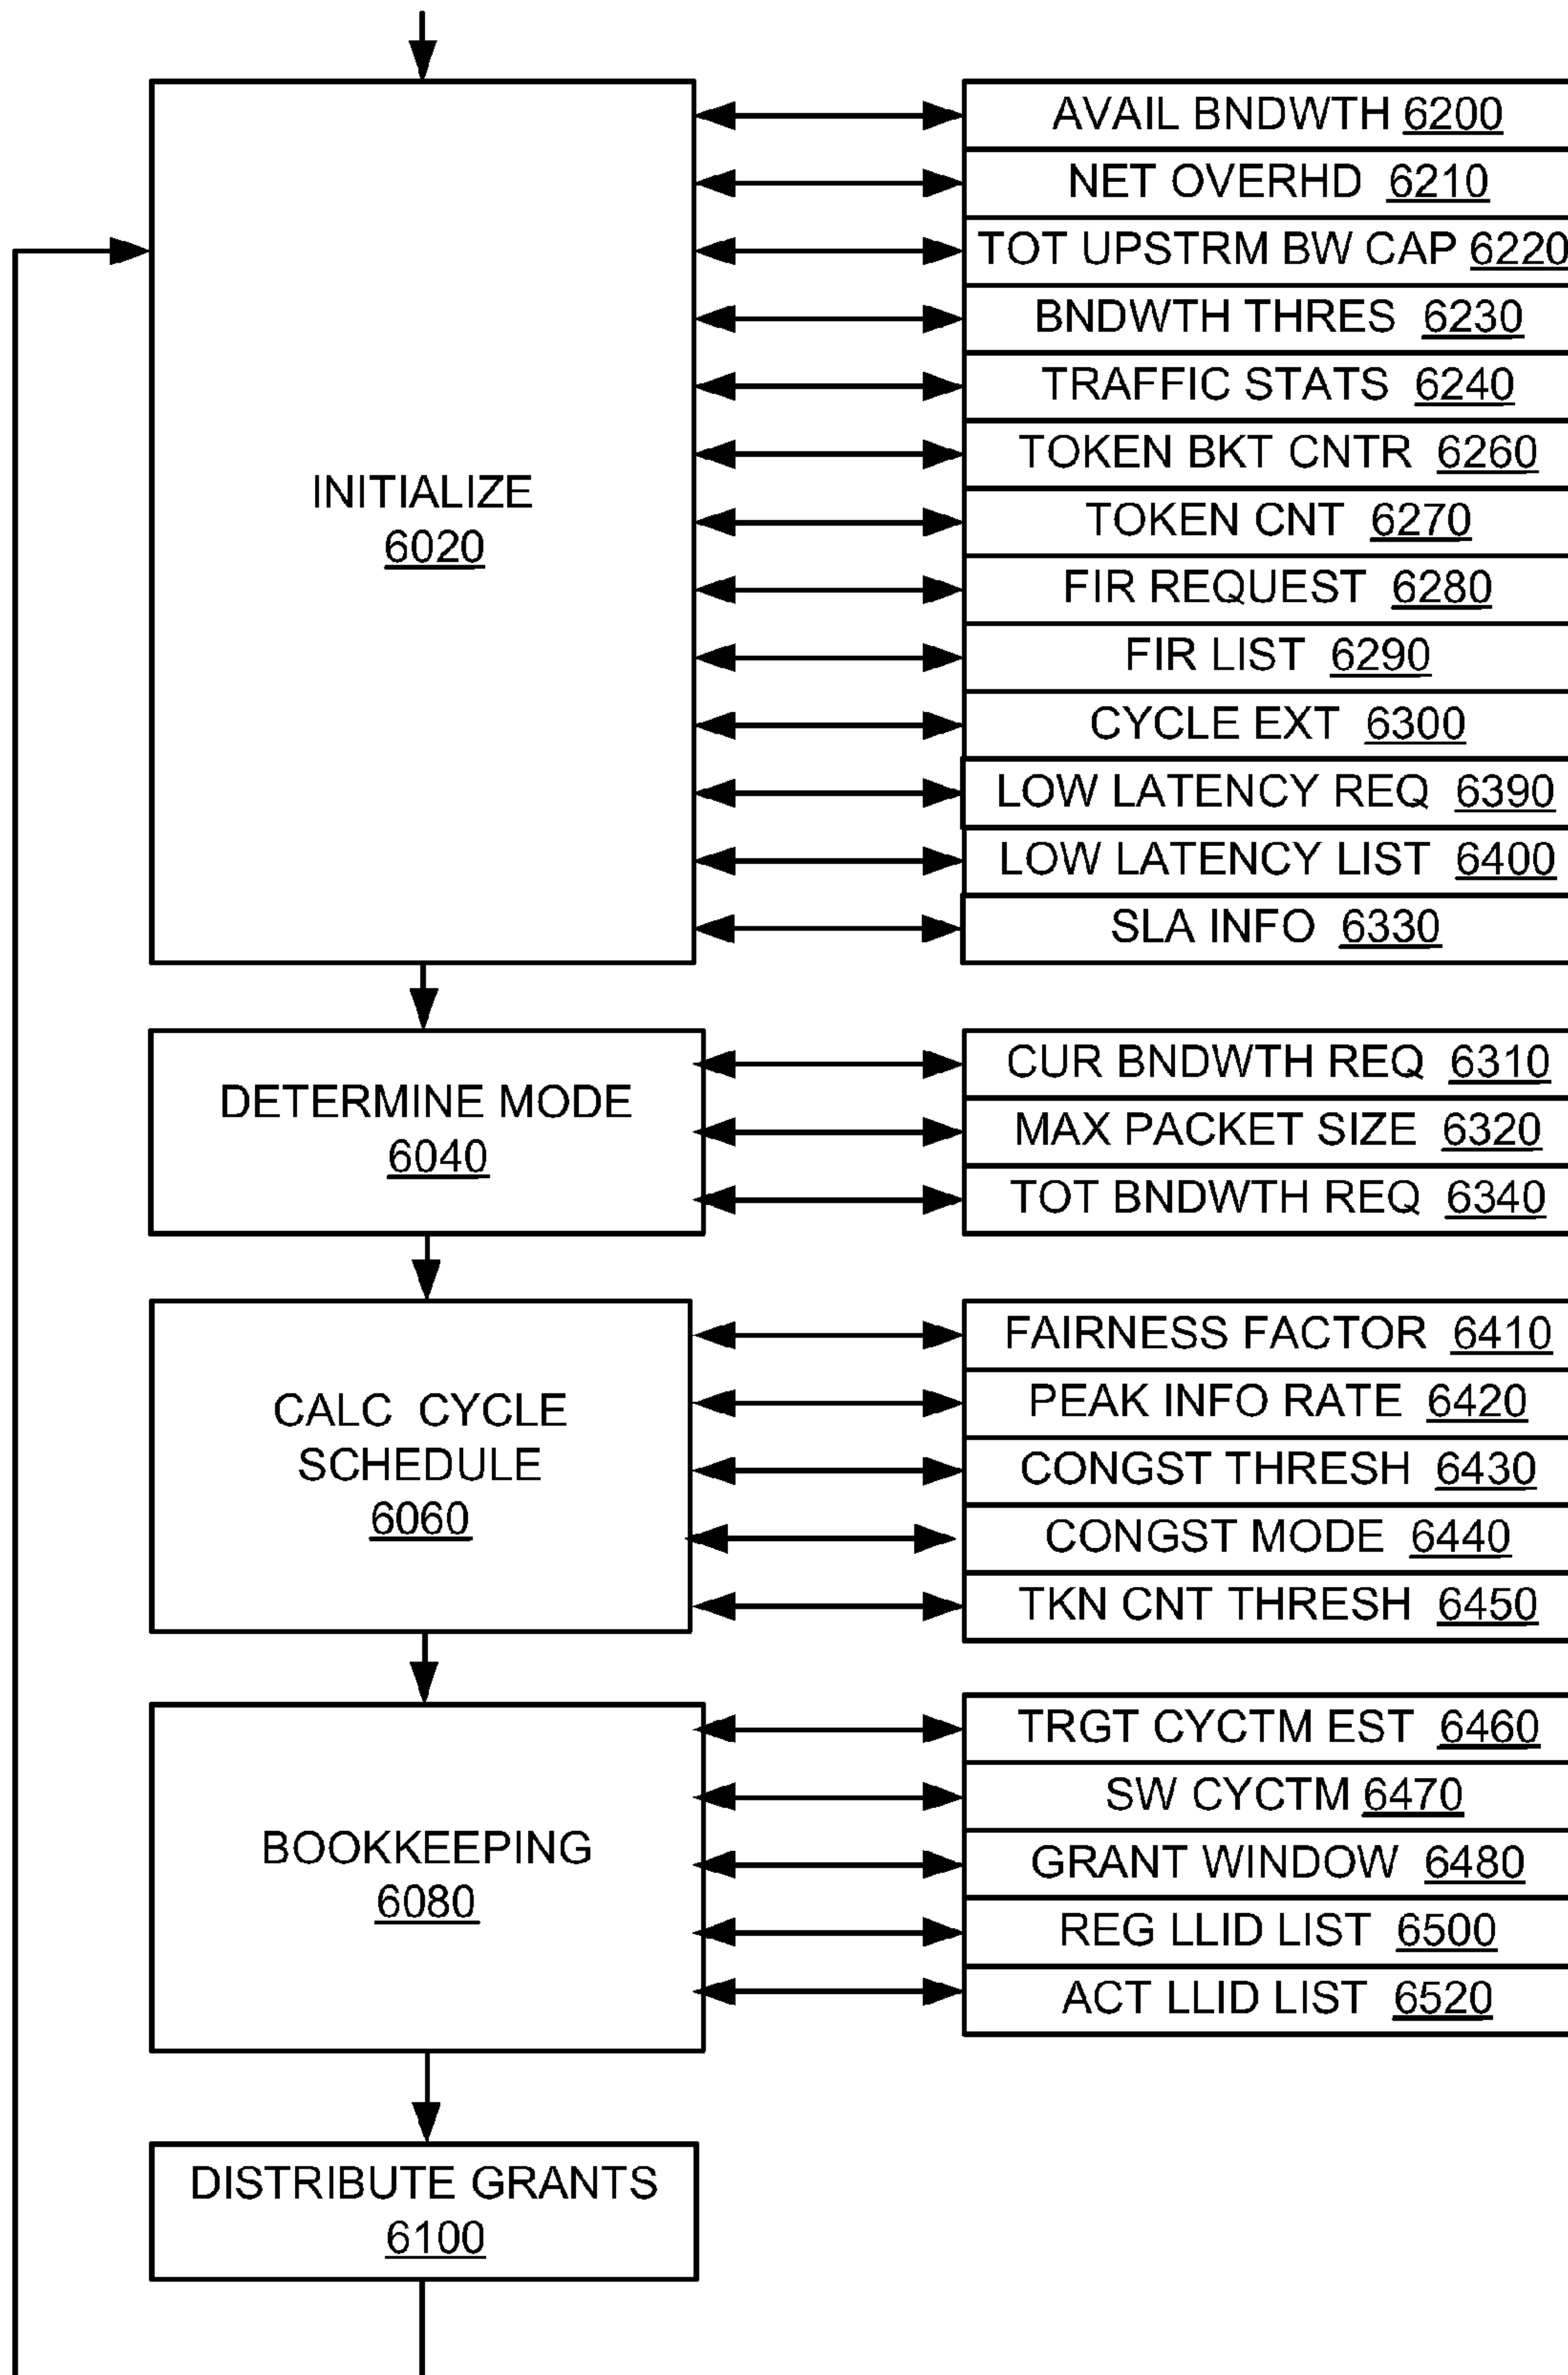 INITIALIZE
6020
AVAIL BNDWTH 6200
NET OVERHD 6210
TOT UPSTRM BW CAP 6220
BNDWTH THRES 6230
TRAFFIC STATS 6240
TOKEN BKT CNTR 6260
TOKEN CNT 6270
FIR REQUEST 6280
FIR LIST 6290
CYCLE EXT 6300
LOW LATENCY REQ 6390
LOW LATENCY LIST 6400
SLA INFO 6330
DETERMINE MODE
6040
CUR BNDWTH REQ 6310
MAX PACKET SIZE 6320
TOT BNDWTH REQ 6340
CALC CYCLE
SCHEDULE
6060
FAIRNESS FACTOR 6410
PEAK INFO RATE 6420
CONGST THRESH 6430
CONGST MODE 6440
TKN CNT THRESH 6450
BOOKKEEPING
6080
TRGT CYCTM EST 6460
SW CYCTM 6470
GRANT WINDOW 6480
REG LLID LIST 6500
ACT LLID LIST 6520
DISTRIBUTE GRANTS
6100